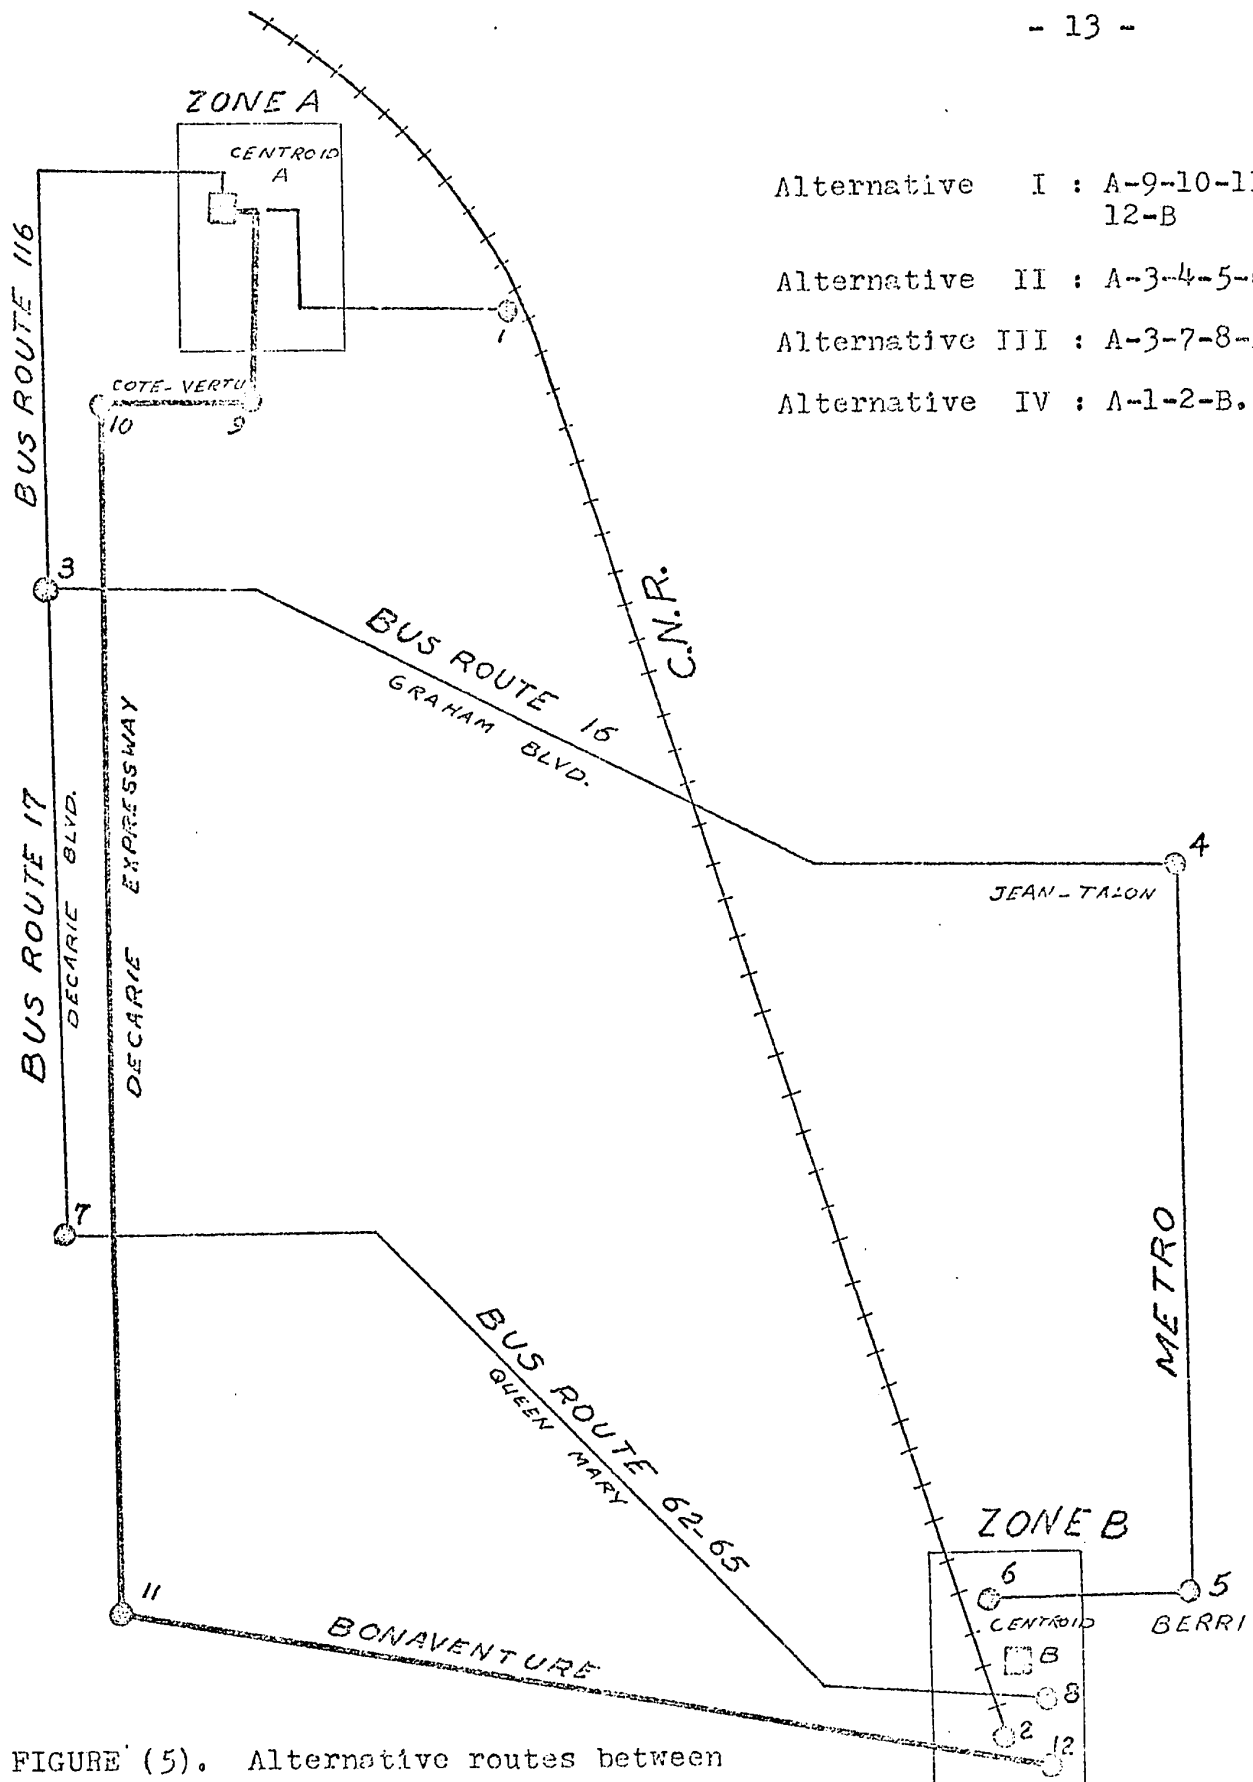 - 13 -
ZONE A
CENTROID
A
Alternative I : A-9-10-11
12-B
Alternative II : A-3-4-5-
Alternative III : A-3-7-8-
Alternative IV : A-1-2-B.
BUS ROUTE 116
1
COTE-VERTU
10
9
3
C.N.R.
BUS ROUTE 16
GRAHAM BLVD.
BUS ROUTE 17
DECARIE BLVD.
DECARIE EXPRESSWAY
4
JEAN-TALON
7
METRO
BUS ROUTE 62-65
QUEEN MARY
ZONE B
6
5
CENTROID
B
BERRI
11
BONAVENTURE
8
2
12
FIGURE (5). Alternative routes between